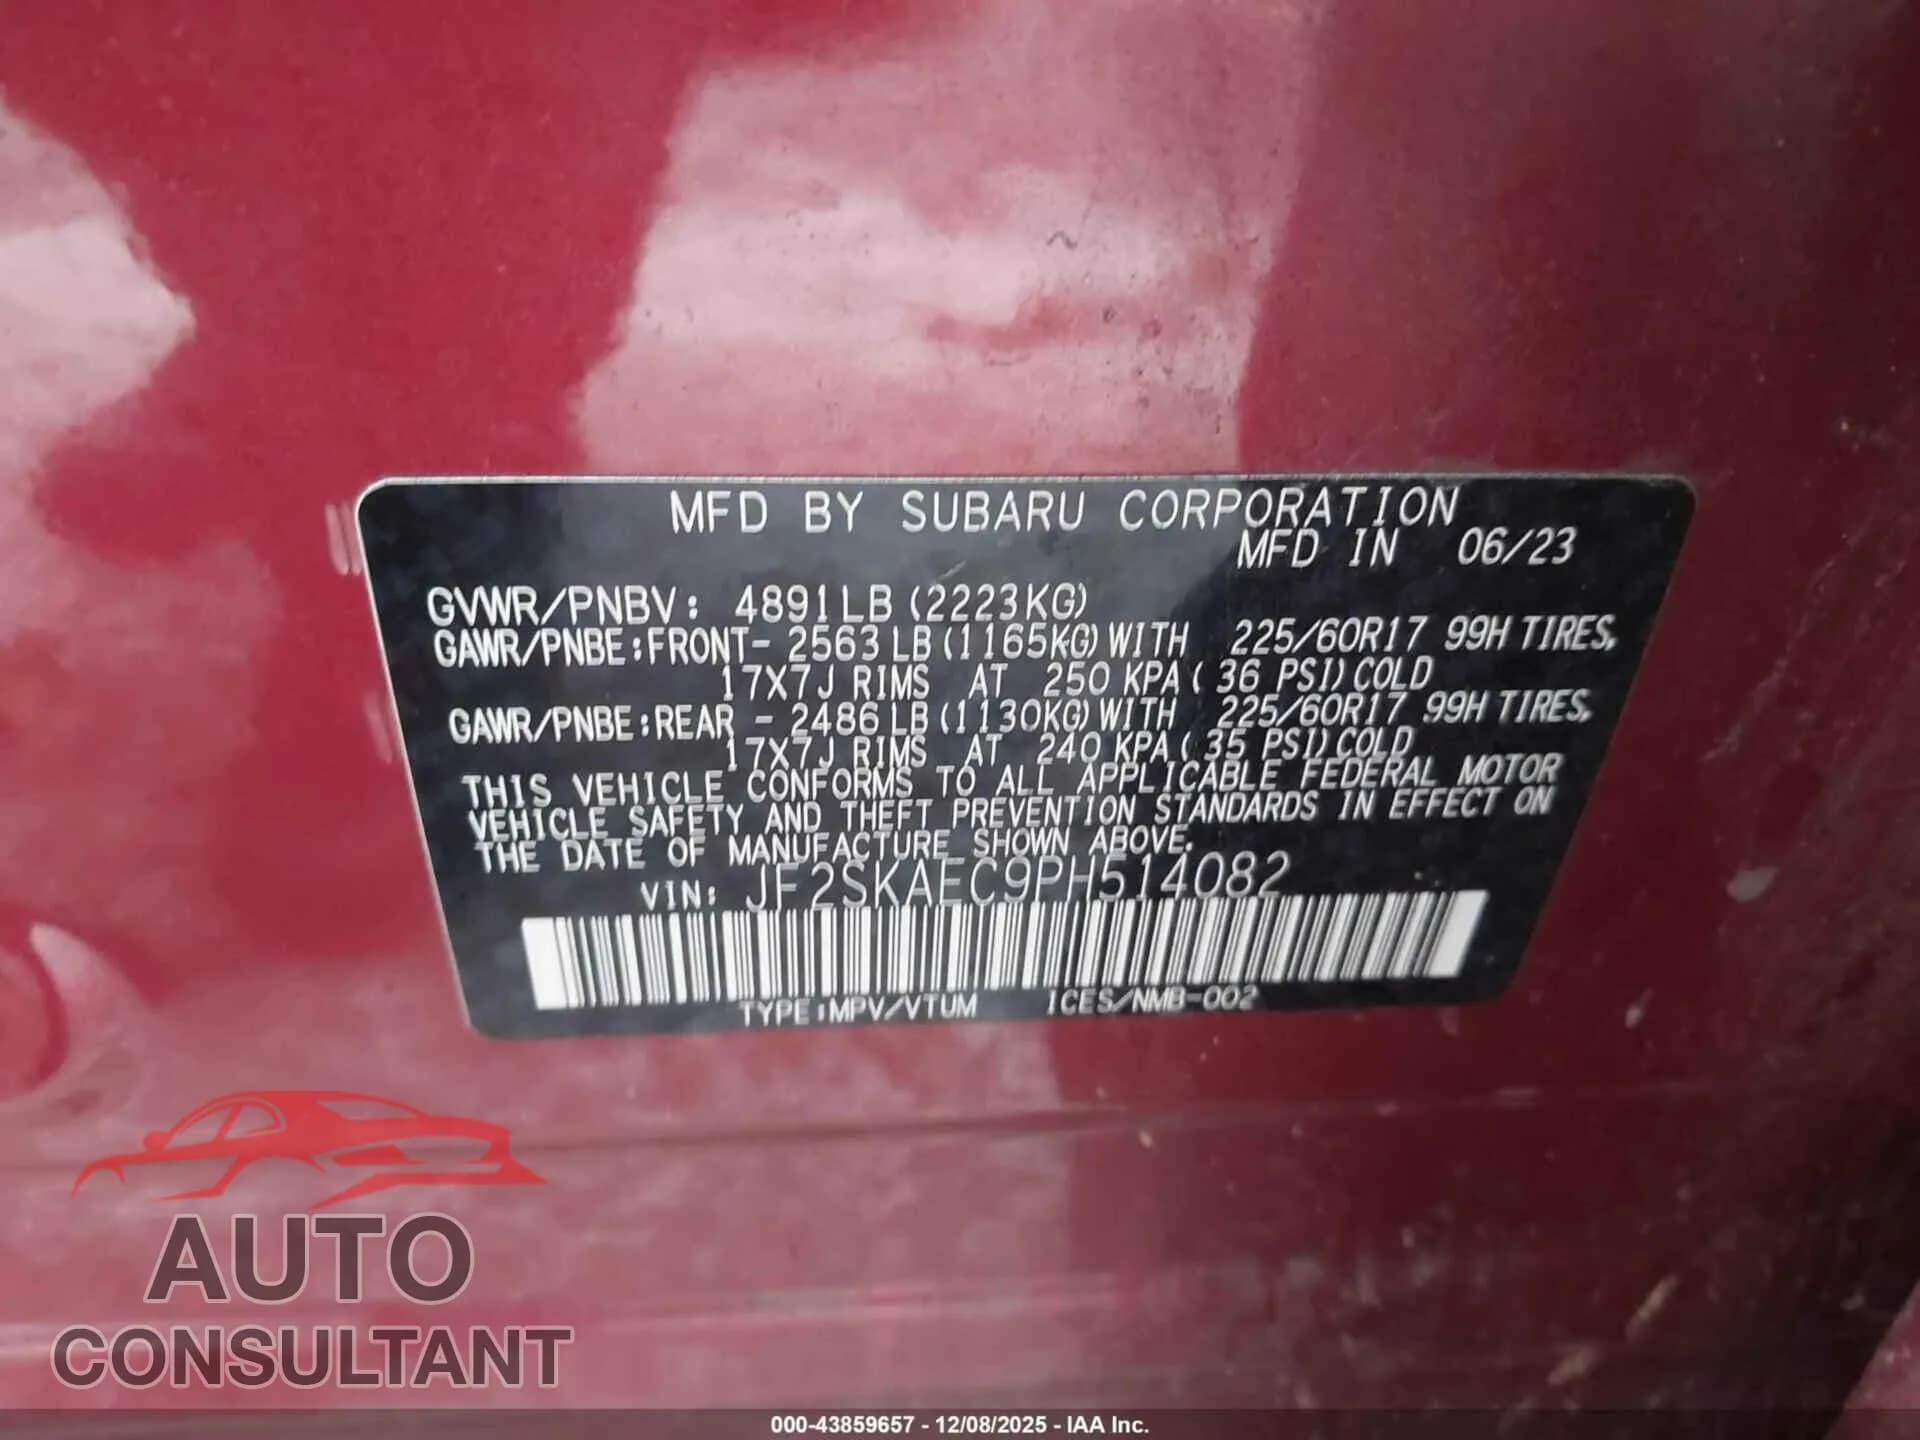 MFD BY SUBARU CORPORATION
MFD IN 06/23
GVWR/PNBV: 4891LB (2223KG)
GAWR/PNBE:FRONT- 2563LB (1165KG) WITH 225/60R17 99H TIRES,
17X7J RIMS AT 250 KPA ( 36 PSI) COLD
GAWR/PNBE:REAR - 2486LB (1130KG) WITH 225/60R17 99H TIRES,
17X7J RIMS AT 240 KPA ( 35 PSI) COLD
THIS VEHICLE CONFORMS TO ALL APPLICABLE FEDERAL MOTOR
VEHICLE SAFETY AND THEFT PREVENTION STANDARDS IN EFFECT ON
THE DATE OF MANUFACTURE SHOWN ABOVE.
VIN: JF2SKAEC9PH514082
TYPE:MPV/VTUM ICES/NMB-002
AUTO
CONSULTANT
000-43859657 - 12/08/2025 - IAA Inc.